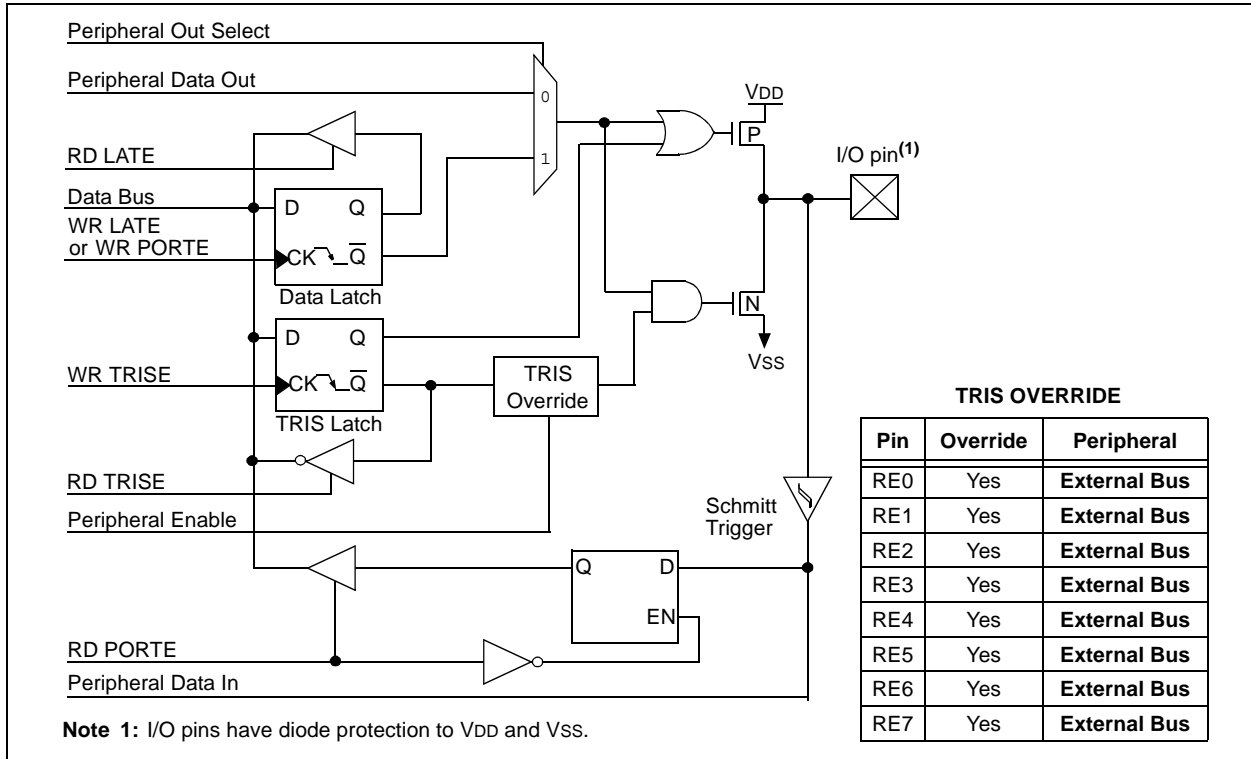 Peripheral Out Select
Peripheral Data Out
0
1
VDD
P
I/O pin(1)
RD LATE
Data Bus
WR LATE
or WR PORTE
D Q
CK Q
Data Latch
D Q
CK Q
TRIS Latch
WR TRISE
TRIS
Override
N
VSS
RD TRISE
Peripheral Enable
Schmitt
Trigger
Q D
EN
RD PORTE
Peripheral Data In
Note 1: I/O pins have diode protection to VDD and VSS.
TRIS OVERRIDE
Pin Override Peripheral
RE0 Yes External Bus
RE1 Yes External Bus
RE2 Yes External Bus
RE3 Yes External Bus
RE4 Yes External Bus
RE5 Yes External Bus
RE6 Yes External Bus
RE7 Yes External Bus